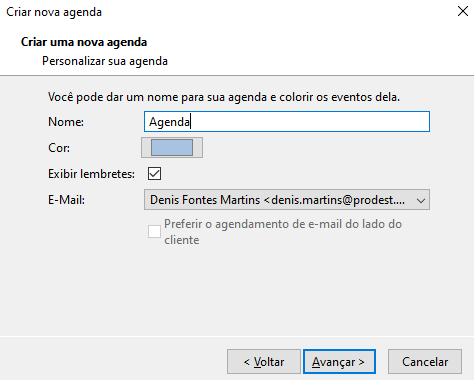 Criar nova agenda
Criar uma nova agenda
Personalizar sua agenda
Você pode dar um nome para sua agenda e colorir os eventos dela.
Nome: Agenda
Cor:
Exibir lembretes:
E-Mail: Denis Fontes Martins <denis.martins@prodest....
Preferir o agendamento de e-mail do lado do
cliente
< Voltar Avançar > Cancelar